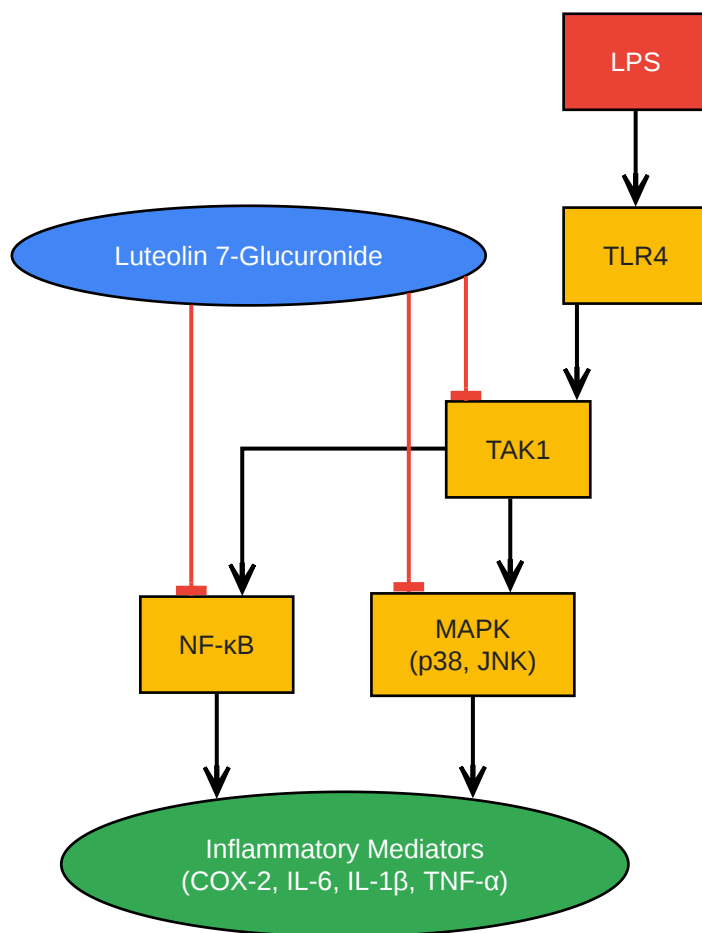 LPS
Luteolin 7-Glucuronide
TLR4
TAK1
NF-κB
MAPK
(p38, JNK)
Inflammatory Mediators
(COX-2, IL-6, IL-1β, TNF-α)